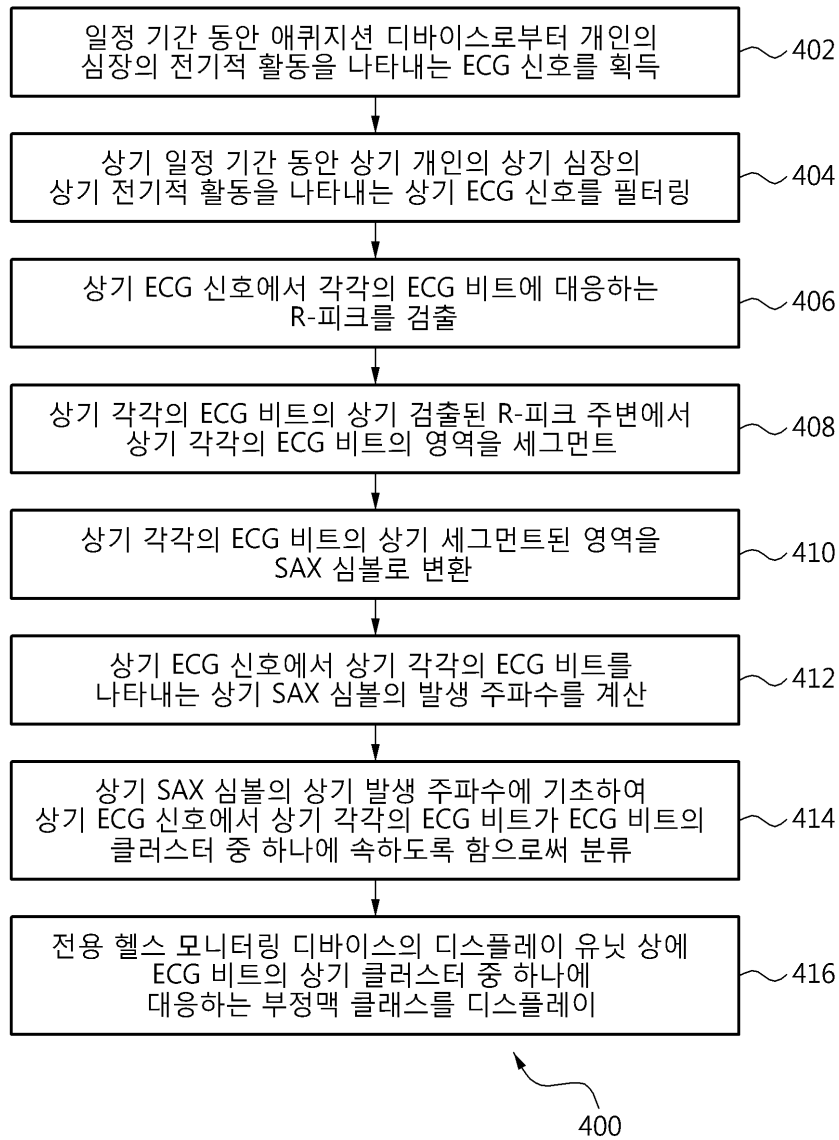 일정 기간 동안 애퀴지션 디바이스로부터 개인의
심장의 전기적 활동을 나타내는 ECG 신호를 획득
402
상기 일정 기간 동안 상기 개인의 상기 심장의
상기 전기적 활동을 나타내는 상기 ECG 신호를 필터링
404
상기 ECG 신호에서 각각의 ECG 비트에 대응하는
R-피크를 검출
406
상기 각각의 ECG 비트의 상기 검출된 R-피크 주변에서
상기 각각의 ECG 비트의 영역을 세그먼트
408
상기 각각의 ECG 비트의 상기 세그먼트된 영역을
SAX 심볼로 변환
410
상기 ECG 신호에서 상기 각각의 ECG 비트를
나타내는 상기 SAX 심볼의 발생 주파수를 계산
412
상기 SAX 심볼의 상기 발생 주파수에 기초하여
상기 ECG 신호에서 상기 각각의 ECG 비트가 ECG 비트의
클러스터 중 하나에 속하도록 함으로써 분류
414
전용 헬스 모니터링 디바이스의 디스플레이 유닛 상에
ECG 비트의 상기 클러스터 중 하나에
대응하는 부정맥 클래스를 디스플레이
416
400